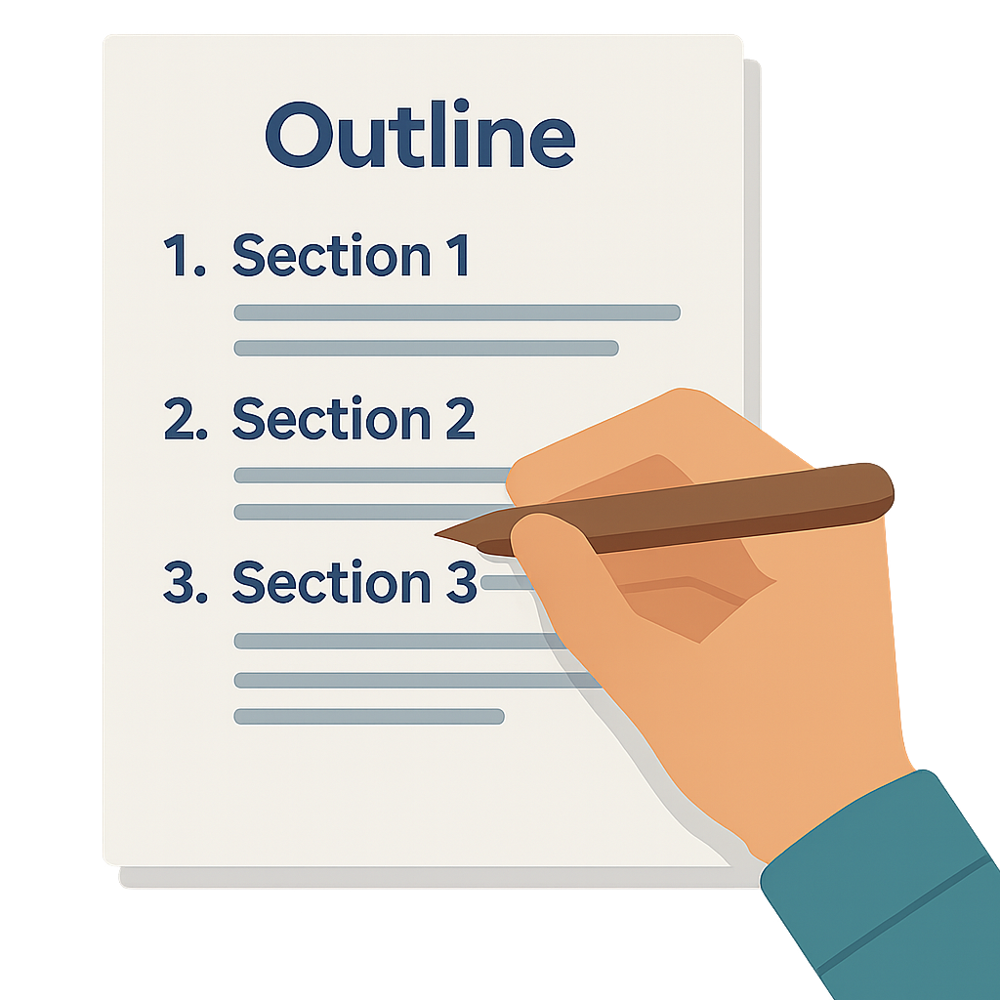 Outline
1. Section 1
2. Section 2
3. Section 3